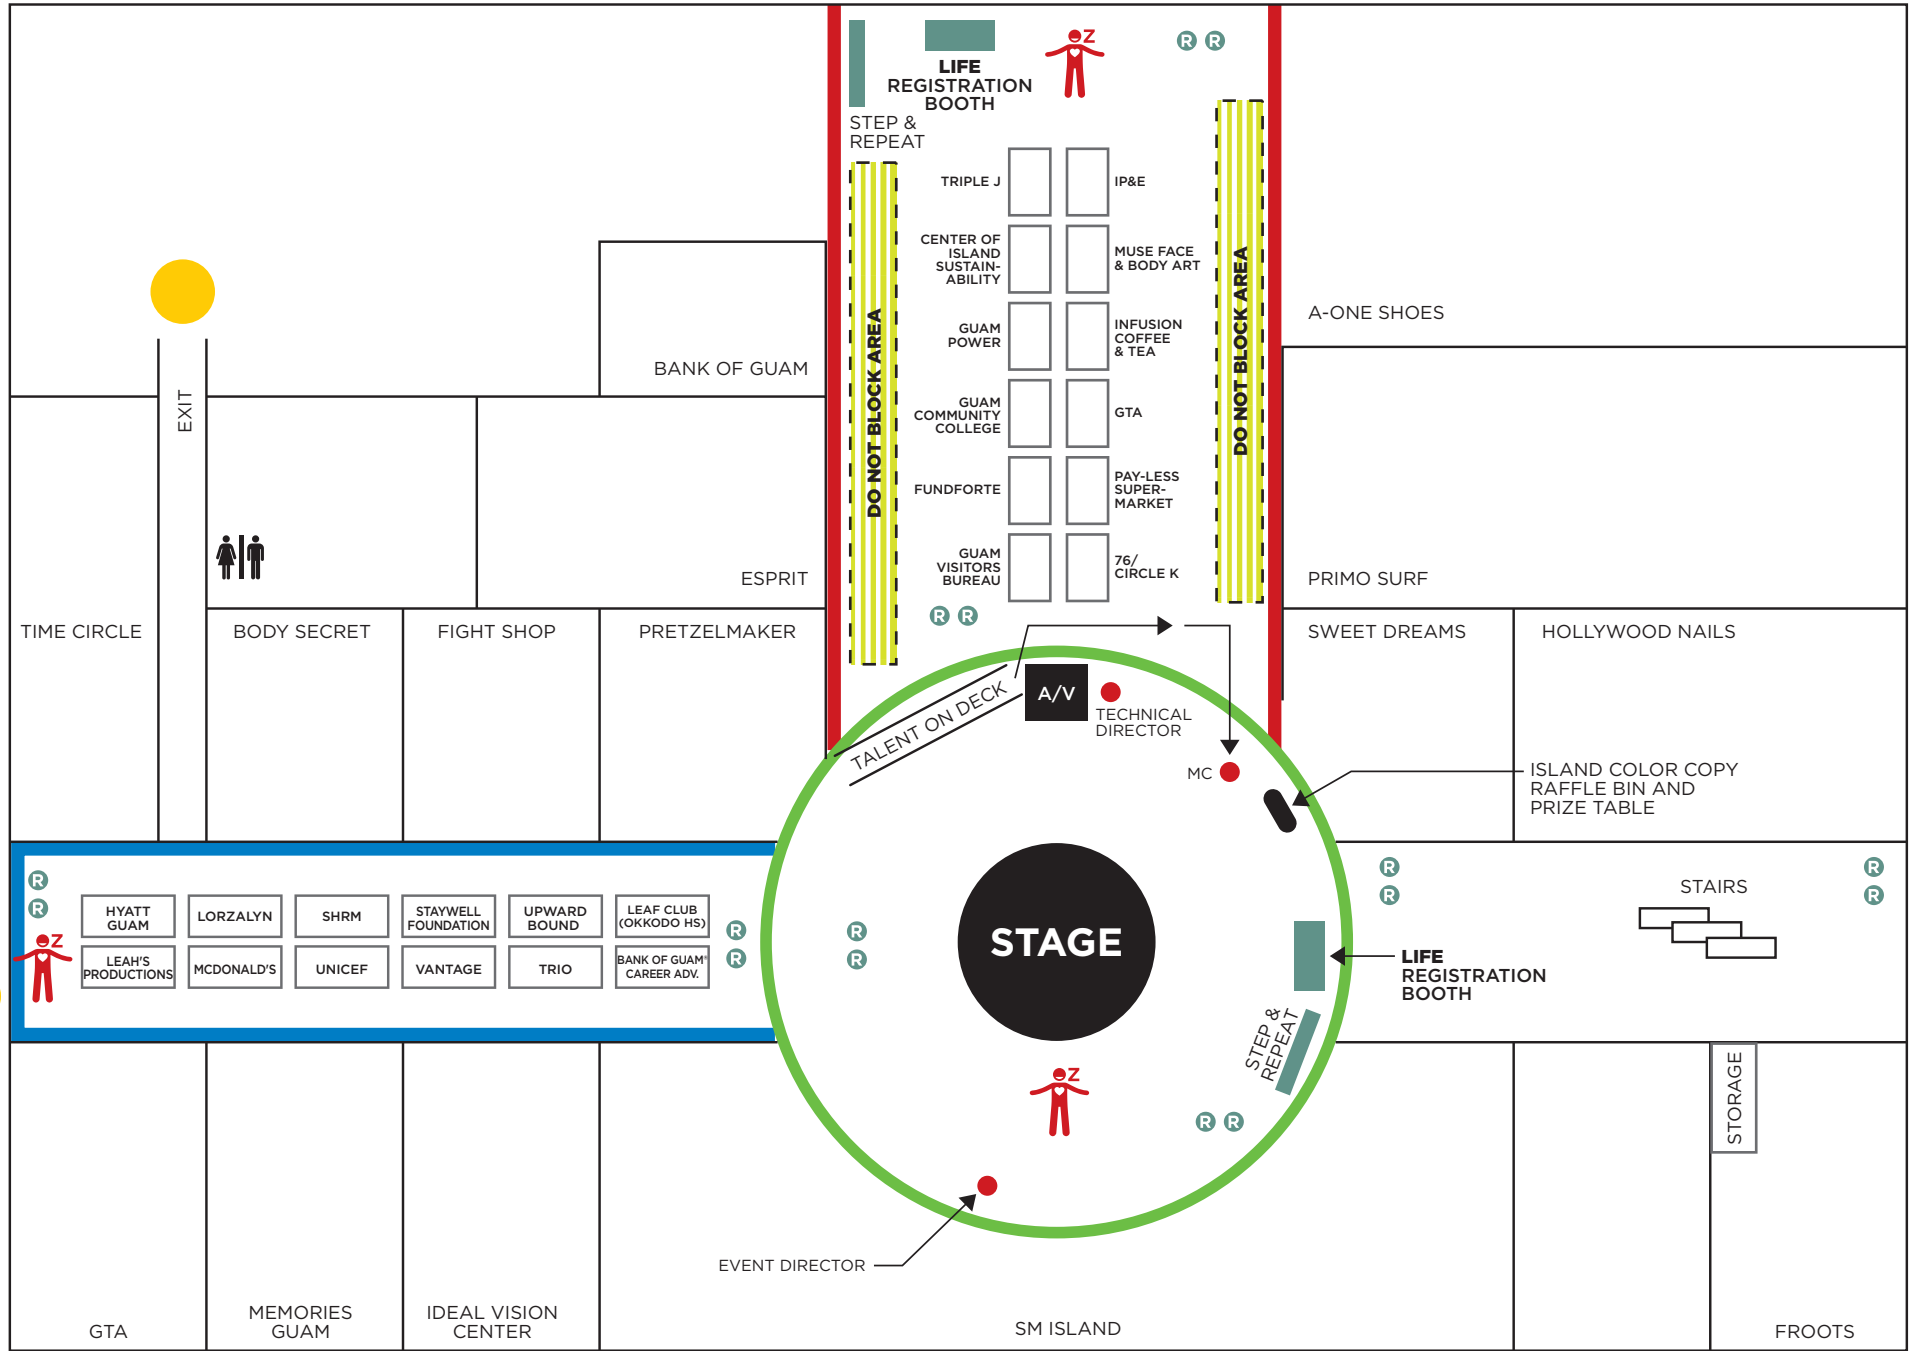 Z
R R
LIFE
REGISTRATION
BOOTH
STEP &
REPEAT
TRIPLE J
IP&E
CENTER OF
ISLAND
SUSTAIN-
ABILITY
MUSE FACE
& BODY ART
GUAM
POWER
INFUSION
COFFEE
& TEA
GUAM
COMMUNITY
COLLEGE
GTA
FUNDFORTE
PAY-LESS
SUPER-
MARKET
GUAM
VISITORS
BUREAU
76/
CIRCLE K
DO NOT BLOCK AREA
DO NOT BLOCK AREA
R R
A-ONE SHOES
BANK OF GUAM
EXIT
ESPRIT
PRIMO SURF
TIME CIRCLE
BODY SECRET
FIGHT SHOP
PRETZELMAKER
SWEET DREAMS
HOLLYWOOD NAILS
TALENT ON DECK
A/V
TECHNICAL
DIRECTOR
MC
ISLAND COLOR COPY
RAFFLE BIN AND
PRIZE TABLE
R
R
Z
HYATT
GUAM
LORZALYN
SHRM
STAYWELL
FOUNDATION
UPWARD
BOUND
LEAF CLUB
(OKKODO HS)
LEAH'S
PRODUCTIONS
MCDONALD'S
UNICEF
VANTAGE
TRIO
BANK OF GUAM®
CAREER ADV.
R
R
R
R
STAGE
R
R
R
R
STAIRS
LIFE
REGISTRATION
BOOTH
STEP &
REPEAT
Z
R R
STORAGE
EVENT DIRECTOR
GTA
MEMORIES
GUAM
IDEAL VISION
CENTER
SM ISLAND
FROOTS